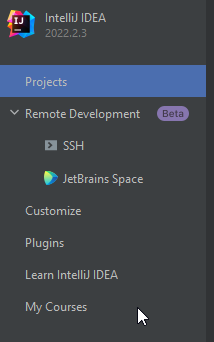 IJ
IntelliJ IDEA
2022.2.3
Projects
Remote Development Beta
SSH
JetBrains Space
Customize
Plugins
Learn IntelliJ IDEA
My Courses